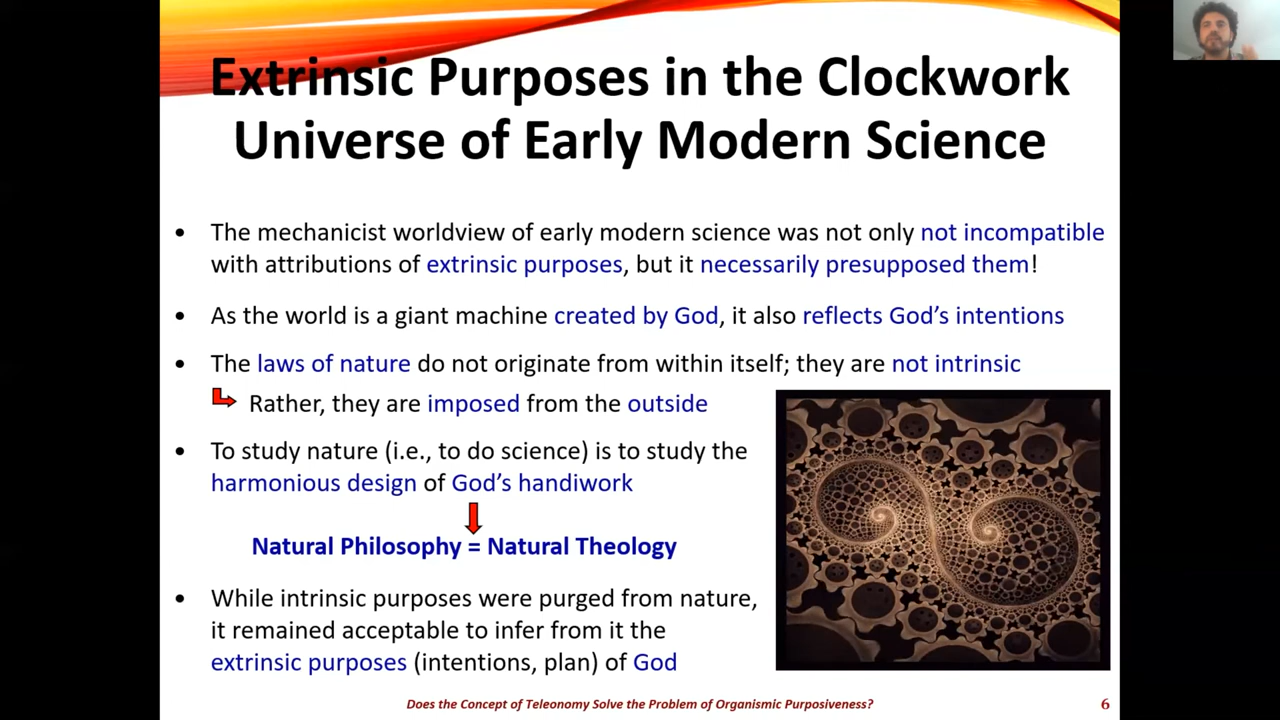 Extrinsic Purposes in the Clockwork
Universe of Early Modern Science
• The mechanicist worldview of early modern science was not only not incompatible
with attributions of extrinsic purposes, but it necessarily presupposed them!
• As the world is a giant machine created by God, it also reflects God's intentions
• The laws of nature do not originate from within itself; they are not intrinsic
Rather, they are imposed from the outside
• To study nature (i.e., to do science) is to study the
harmonious design of God's handiwork
Natural Philosophy = Natural Theology
• While intrinsic purposes were purged from nature,
it remained acceptable to infer from it the
extrinsic purposes (intentions, plan) of God
Does the Concept of Teleonomy Solve the Problem of Organismic Purposiveness?
6